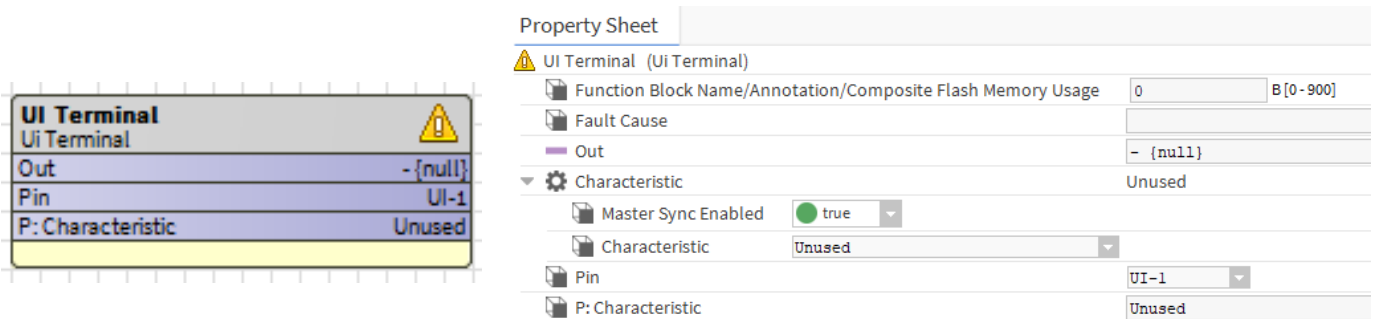 UI Terminal
Ui Terminal
Out - {null}
Pin UI-1
P: Characteristic Unused
Property Sheet
UI Terminal (Ui Terminal)
Function Block Name/Annotation/Composite Flash Memory Usage 0 B [0 - 900]
Fault Cause
Out - {null}
Characteristic Unused
Master Sync Enabled true
Characteristic Unused
Pin UI-1
P: Characteristic Unused